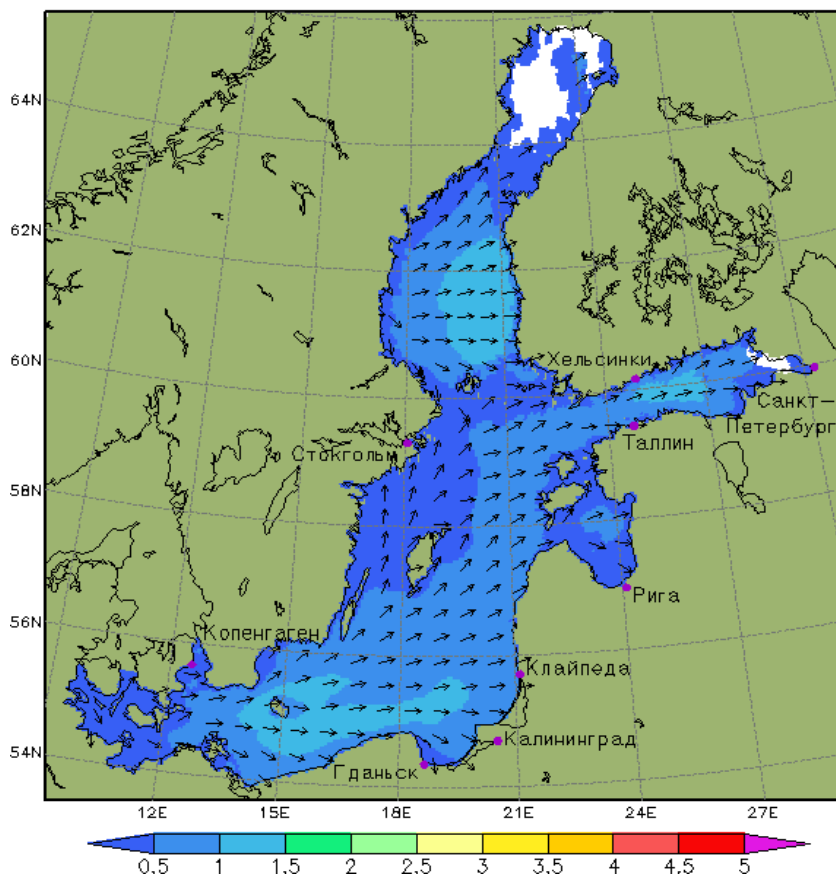 64N
62N
60N
58N
56N
54N
Хельсинки
Санкт-
Петербург
Таллин
Стокгольм
Рига
Копенгаген
Клайпеда
Калининград
Гданьск
12E 15E 18E 21E 24E 27E
0,5 1 1,5 2 2,5 3 3,5 4 4,5 5